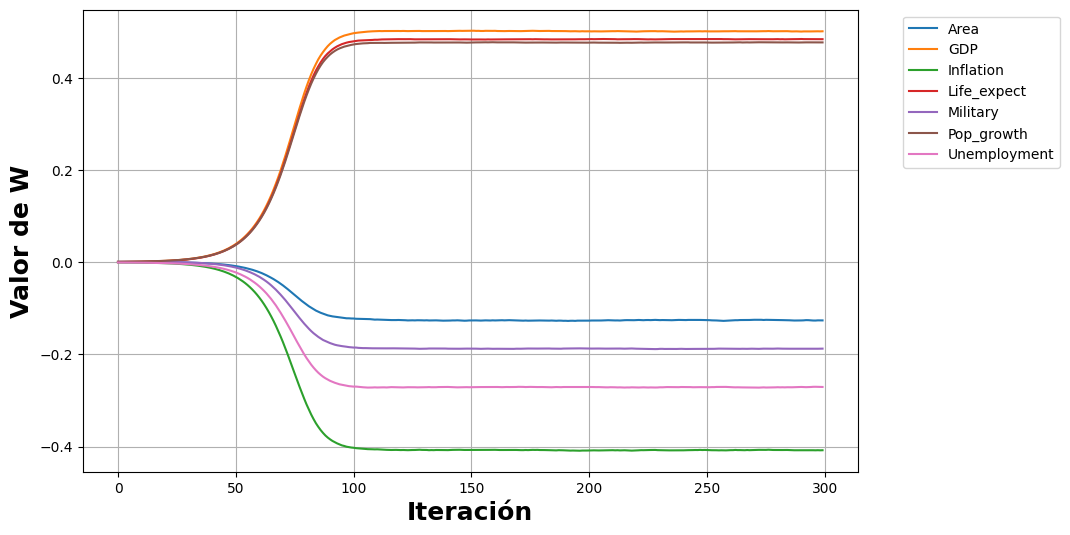 Valor de W
0.4
0.2
0.0
−0.2
−0.4
0
50
100
150
200
250
300
Iteración
Area
GDP
Inflation
Life_expect
Military
Pop_growth
Unemployment